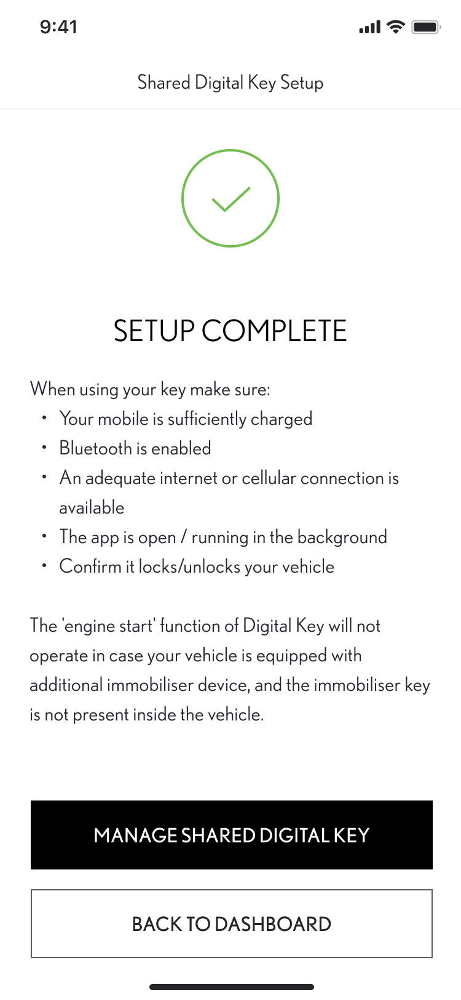 9:41
Shared Digital Key Setup
SETUP COMPLETE
When using your key make sure:
• Your mobile is sufficiently charged
• Bluetooth is enabled
• An adequate internet or cellular connection is
available
• The app is open / running in the background
• Confirm it locks/unlocks your vehicle
The 'engine start' function of Digital Key will not
operate in case your vehicle is equipped with
additional immobiliser device, and the immobiliser key
is not present inside the vehicle.
MANAGE SHARED DIGITAL KEY
BACK TO DASHBOARD